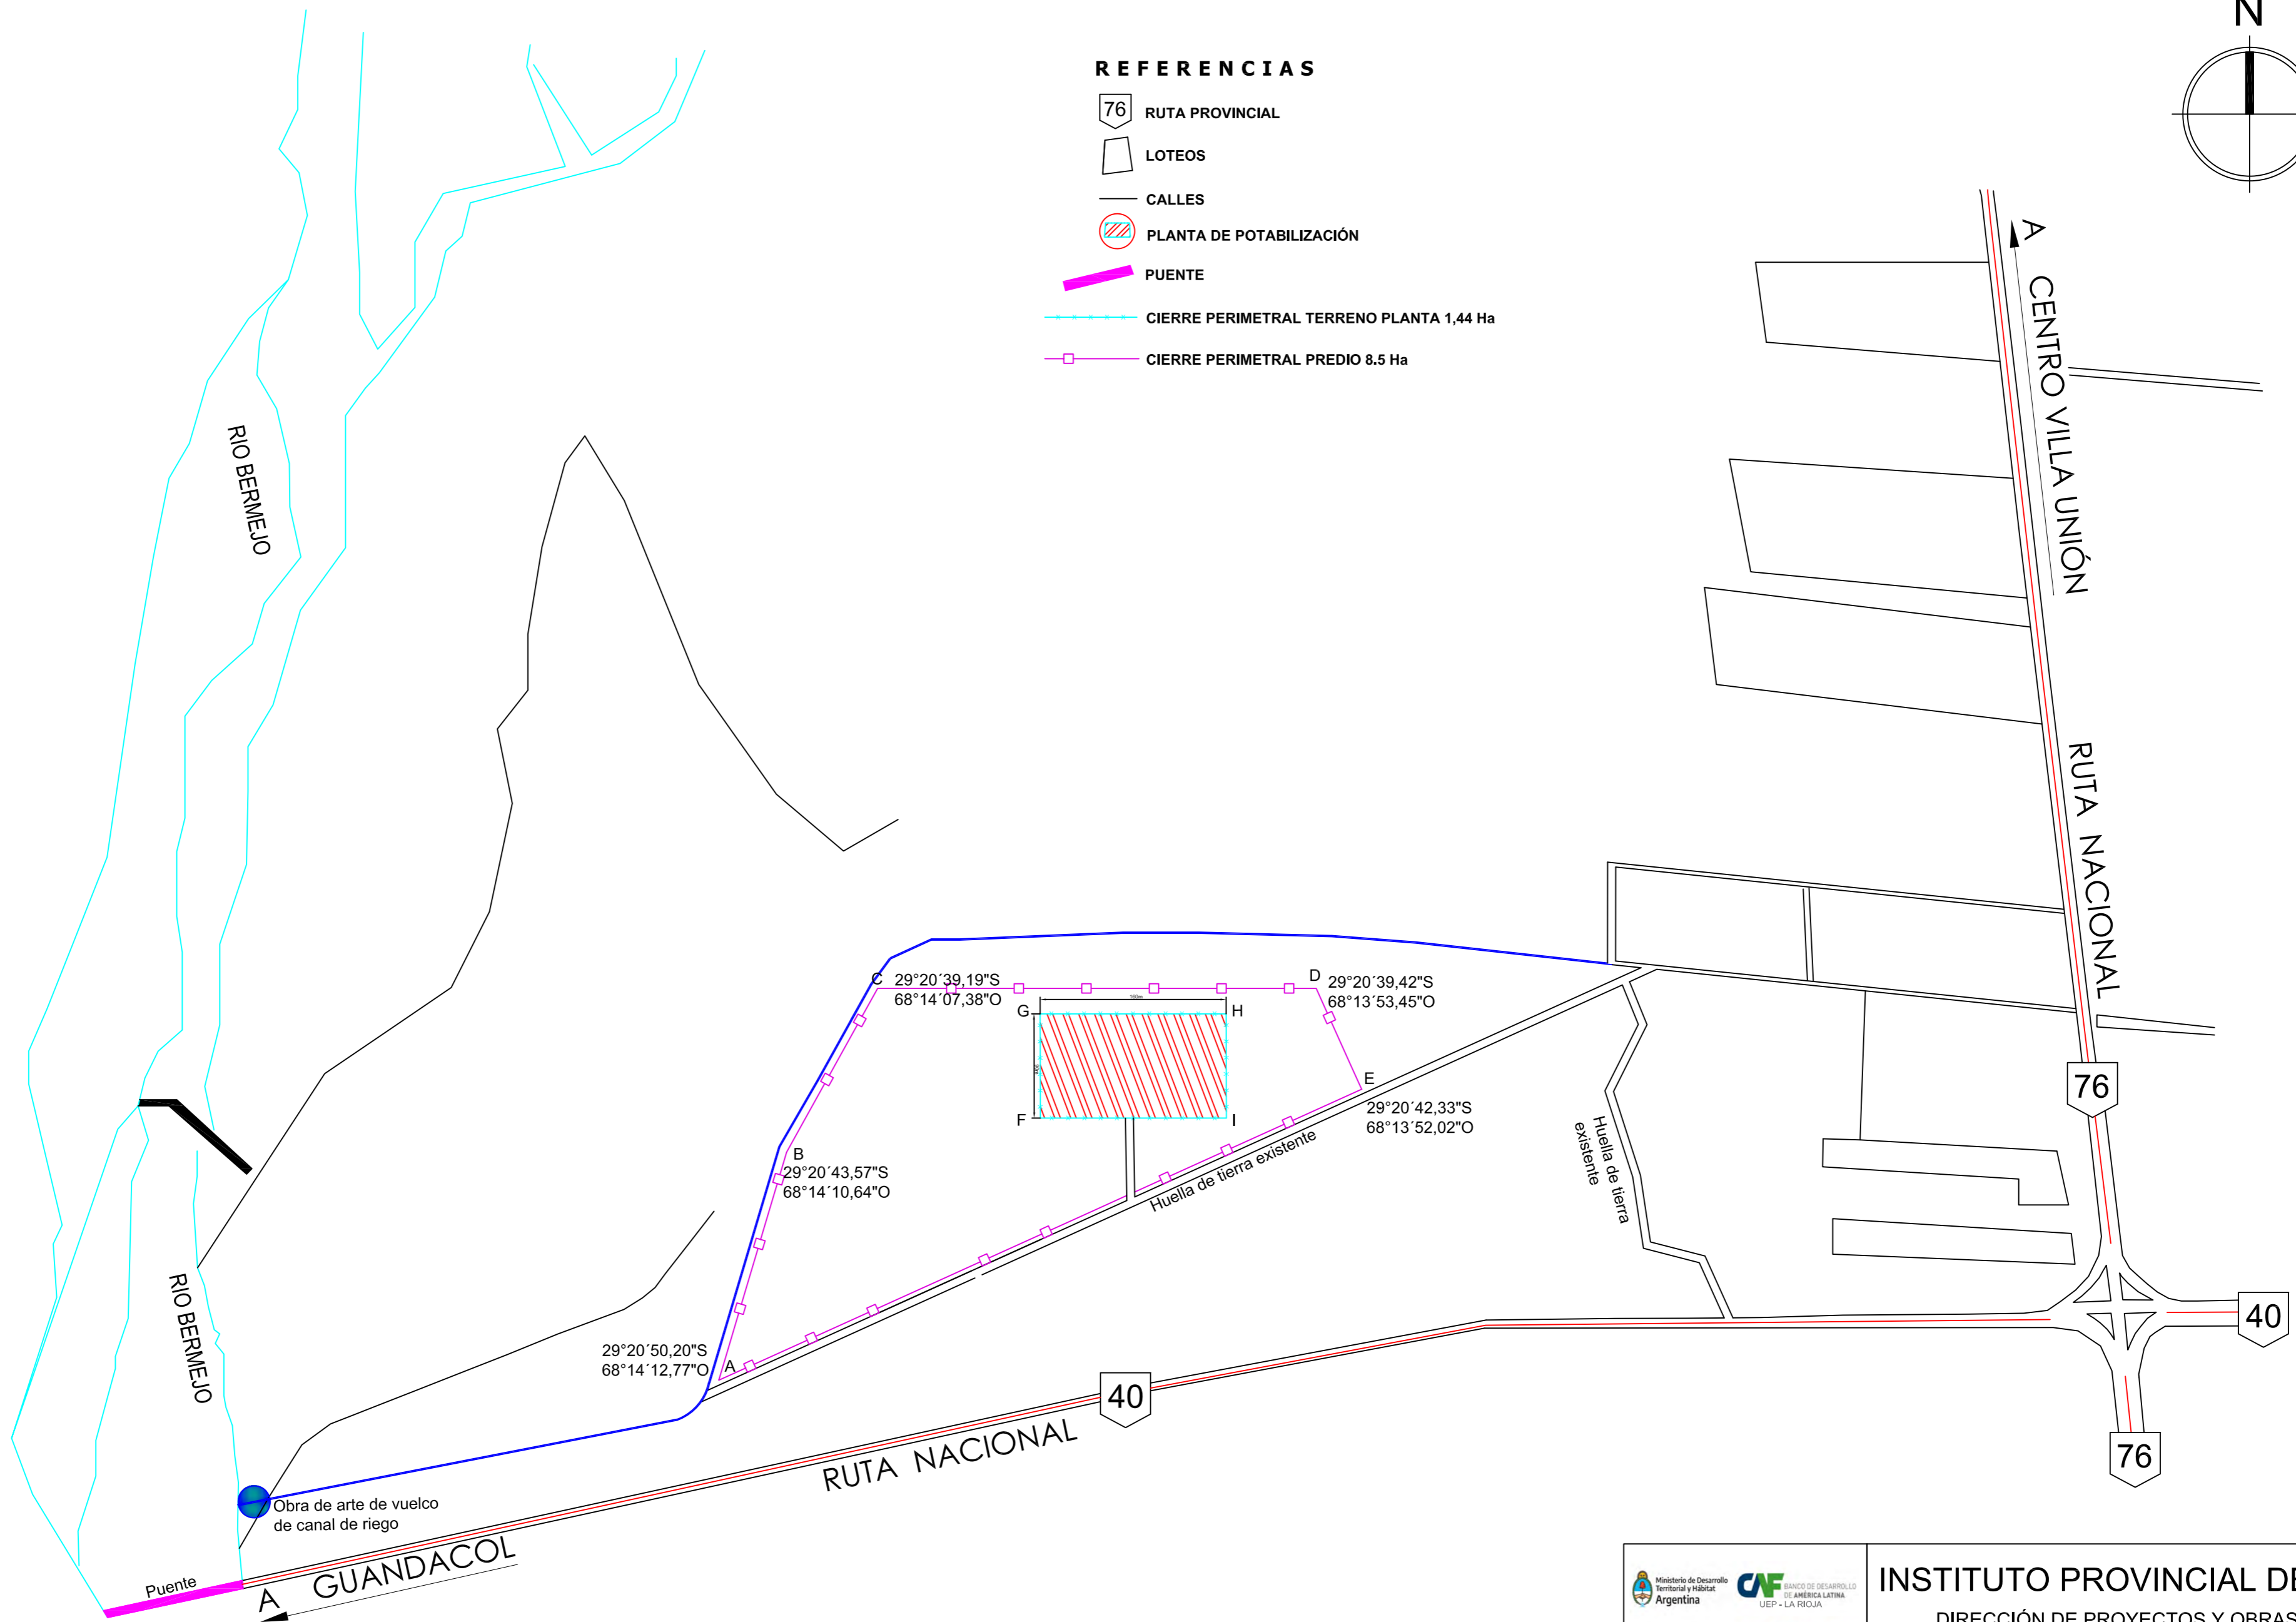 N
REFERENCIAS
76 RUTA PROVINCIAL
LOTEOS
CALLES
PLANTA DE POTABILIZACIÓN
PUENTE
CIERRE PERIMETRAL TERRENO PLANTA 1,44 Ha
CIERRE PERIMETRAL PREDIO 8.5 Ha
A CENTRO VILLA UNIÓN
RIO BERMEJO
RUTA NACIONAL
76
C
29°20´39,19"S
68°14´07,38"O
D
29°20´39,42"S
68°13´53,45"O
160m
G
H
F
I
E
29°20´42,33"S
68°13´52,02"O
B
29°20´43,57"S
68°14´10,64"O
Huella de tierra existente
Huella de tierra
existente
RIO BERMEJO
29°20´50,20"S
68°14´12,77"O
A
40
40
RUTA NACIONAL
76
Obra de arte de vuelco
de canal de riego
Puente
A GUANDACOL
Ministerio de Desarrollo
Territorial y Hábitat
Argentina
CAF BANCO DE DESARROLLO
DE AMÉRICA LATINA
UEP - LA RIOJA
INSTITUTO PROVINCIAL DE
DIRECCIÓN DE PROYECTOS Y OBRAS